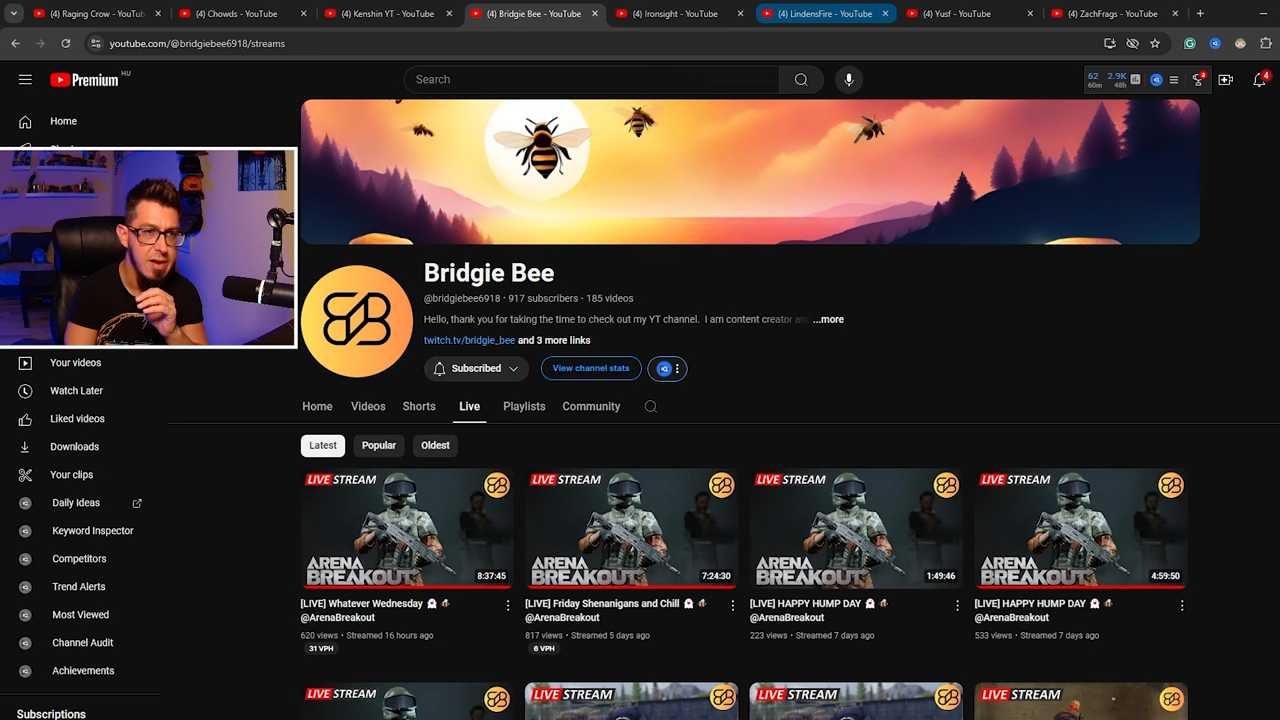 (4) Raging Crow - YouTub
(4) Chowds - YouTube
(4) Kenshin YT - YouTube
(4) Bridgie Bee - YouTube
(4) Ironsight - YouTube
(4) LindensFire - YouTube
(4) Yusf - YouTube
(4) ZachFrags - YouTube
youtube.com/@bridgiebee6918/streams
Premium HU
Search
62 2.9K
60m 48h
3
4
Home
Your videos
Watch Later
Liked videos
Downloads
Your clips
Daily Ideas
Keyword Inspector
Competitors
Trend Alerts
Most Viewed
Channel Audit
Achievements
Subscriptions
Bridgie Bee
@bridgiebee6918 · 917 subscribers · 185 videos
Hello, thank you for taking the time to check out my YT channel. I am content creator an ...more
twitch.tv/bridgie_bee and 3 more links
Subscribed
View channel stats
Home Videos Shorts Live Playlists Community
Latest Popular Oldest
LIVE STREAM
ARENA
BREAKOUT
8:37:45
[LIVE] Whatever Wednesday
@ArenaBreakout
620 views • Streamed 16 hours ago
31 VPH
LIVE STREAM
ARENA
BREAKOUT
7:24:30
[LIVE] Friday Shenanigans and Chill
@ArenaBreakout
817 views • Streamed 5 days ago
6 VPH
LIVE STREAM
ARENA
BREAKOUT
1:49:46
[LIVE] HAPPY HUMP DAY
@ArenaBreakout
223 views • Streamed 7 days ago
LIVE STREAM
ARENA
BREAKOUT
4:59:50
[LIVE] HAPPY HUMP DAY
@ArenaBreakout
533 views • Streamed 7 days ago
LIVE STREAM
LIVE STREAM
LIVE STREAM
LIVE STREAM